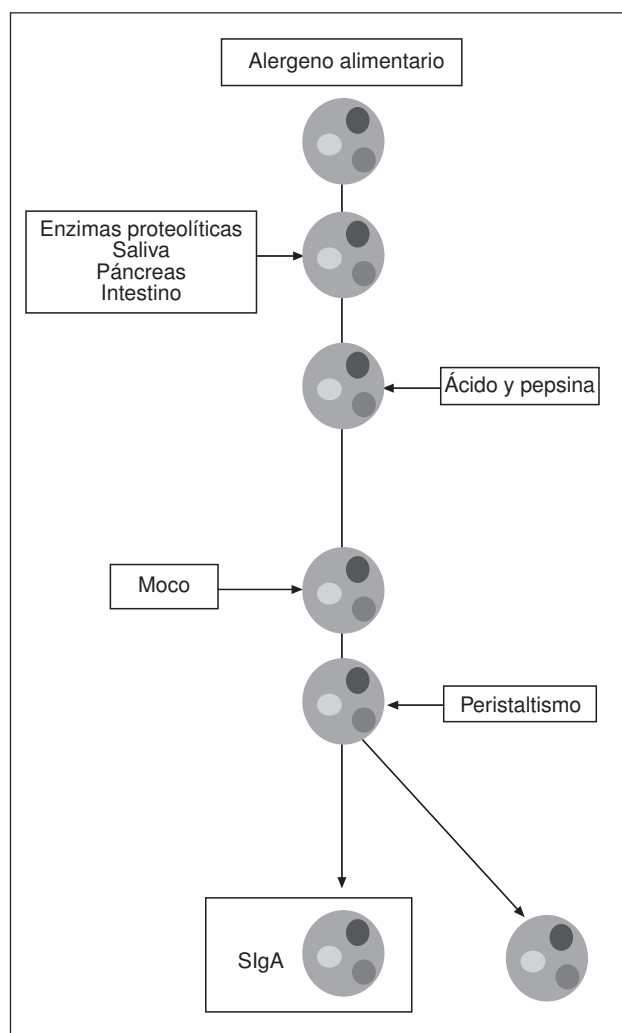 Alergeno alimentario
Enzimas proteolíticas
Saliva
Páncreas
Intestino
Ácido y pepsina
Moco
Peristaltismo
SIgA